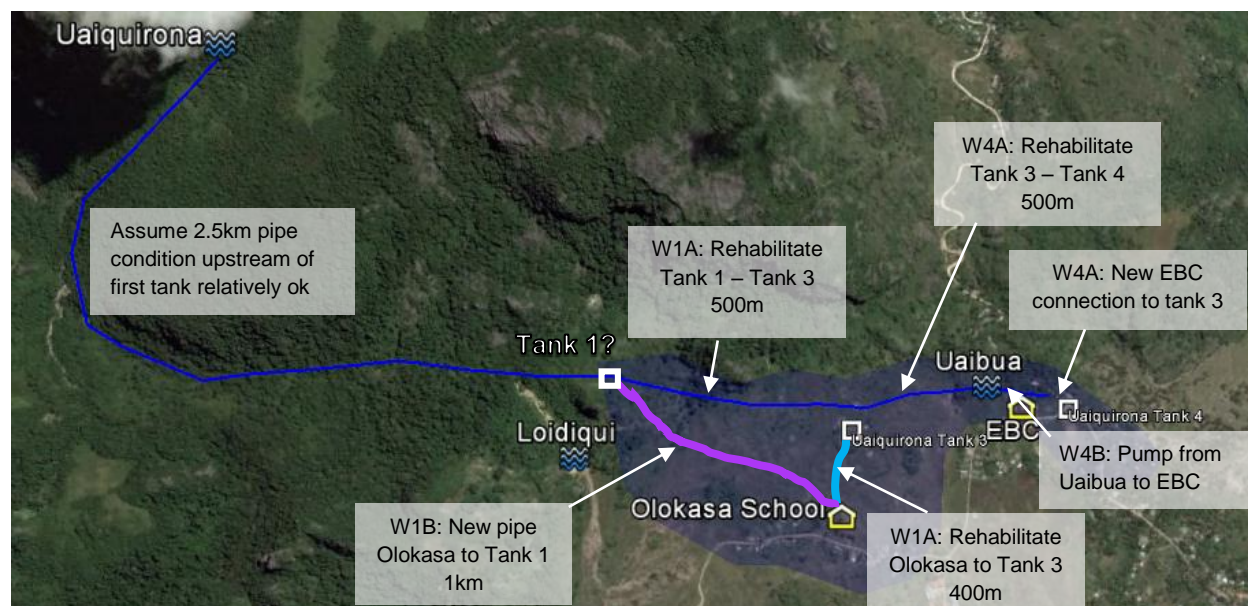 Uaiquirona
W4A: Rehabilitate
Tank 3 – Tank 4
500m
Assume 2.5km pipe
condition upstream of
first tank relatively ok
W1A: Rehabilitate
Tank 1 – Tank 3
500m
W4A: New EBC
connection to tank 3
Tank 1?
Uaibua
Uaiquirona Tank 4
EBC
Loidiqui
Uaiquirona Tank 3
W4B: Pump from
Uaibua to EBC
Olokasa School
W1B: New pipe
Olokasa to Tank 1
1km
W1A: Rehabilitate
Olokasa to Tank 3
400m